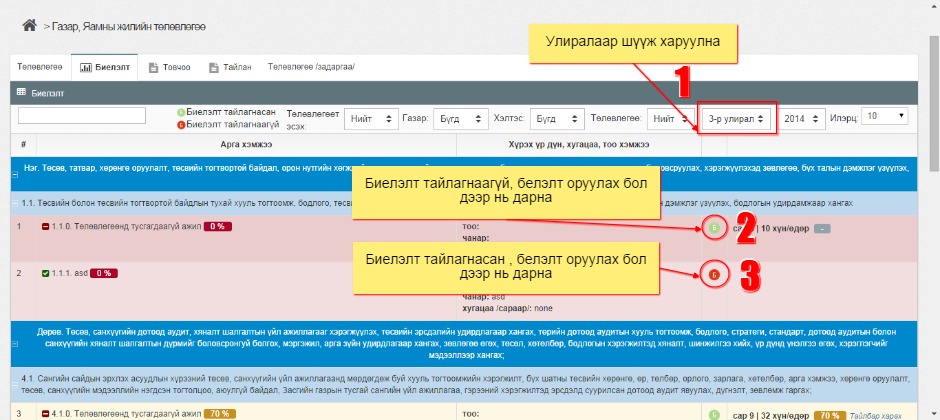 > Газар, Яамны жилийн төлөвлөгөө
Улиралаар шүүж харуулна
1
Төлөвлөгөө Биелэлт Товчоо Тайлан Төлөвлөгөө /задаргаа/
Биелэлт
Биелэлт тайлагнасан
Биелэлт тайлагнаагүй
Төлөвлөгөөт эсэх: Нийт Газар: Бүгд Хэлтэс: Бүгд Төлөвлөгөө: Нийт 3-р улирал 2014 Илэрц: 10
# Арга хэмжээ Хүрэх үр дүн, хугацаа, тоо хэмжээ
Нэг. Төсөв, татвар, хөрөнгө оруулалт, төсвийн тогтвортой байдал, орон нутгийн
боловсруулах, хэрэгжүүлэхэд зөвлөгөө, бүх талын дэмжлэг үзүүлэх,
Биелэлт тайлагнаагүй, белэлт оруулах бол
дээр нь дарна
1.1. Төсвийн болон төсвийн тогтвортой байдлын тухай хууль тогтоомж, бодлого,
дэмжлэг үзүүлэх, бодлогын удирдамжаар хангах
1 1.1.0. Төлөвлөгөөнд тусгагдаагүй ажил 0 % тоо: 6 сар | 10 хүн/өдөр -
чанар:
2
Биелэлт тайлагнасан , белэлт оруулах бол
дээр нь дарна
2 1.1.1. asd 0 % 6
3
чанар: asd
хугацаа /сараар/: none
Дөрөв. Төсөв, санхүүгийн дотоод аудит, хяналт шалгалтын үйл ажиллагааг хэрэгжүүлэх, төсвийн эрсдэлийн удирдлагаар хангах, төрийн дотоод аудитын хууль тогтоомж, бодлого, стратеги, стандарт, дотоод аудитын болон
санхүүгийн хяналт шалгалтын дүрмийг боловсронгуй болгох, мэргэжил, арга зүйн удирдлагаар хангах, зөвлөгөө өгөх, төсөл, хөтөлбөр, бодлогын хэрэгжилтэд хяналт, шинжилгээ хийх, үр дүнд үнэлгээ өгөх, хэрэглэгчийг
мэдээллээр хангах;
4.1. Сангийн сайдын эрхлэх асуудлын хүрээний төсөв, санхүүгийн үйл ажиллагаанд мөрдөгдөж буй хууль тогтоомжийн хэрэгжилт, бүх шатны төсвийн хөрөнгө, өр, төлбөр, орлого, зарлага, хөтөлбөр, арга хэмжээ, хөрөнгө оруулалт,
төсөв, төсөв, санхүүгийн мэдээллийн нэгдсэн тогтолцоо, аюулгүй байдал, Засгийн газрын тусгай сангийн үйл ажиллагаа, гэрээний хэрэгжилтэд эрсдэлд суурилсан дотоод аудит явуулах, дүгнэлт, зөвлөмж гаргах;
3 4.1.0. Төлөвлөгөөнд тусгагдаагүй ажил 70 % тоо: 6 сар 9 | 32 хүн/өдөр 70 % Тайлбар харах